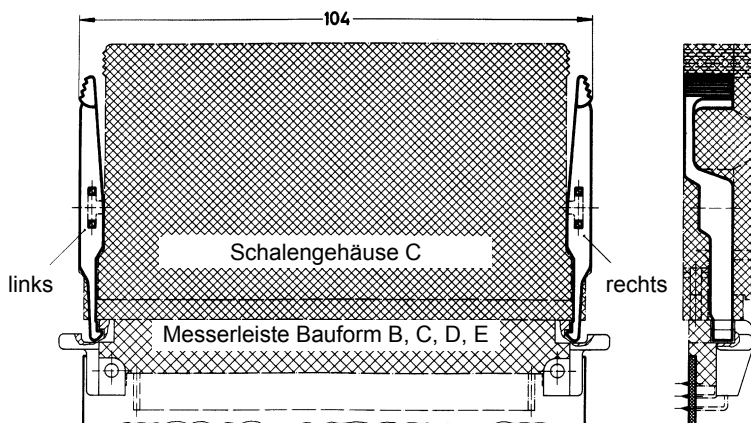 104
Schalengehäuse C
links
rechts
Messerleiste Bauform B, C, D, E